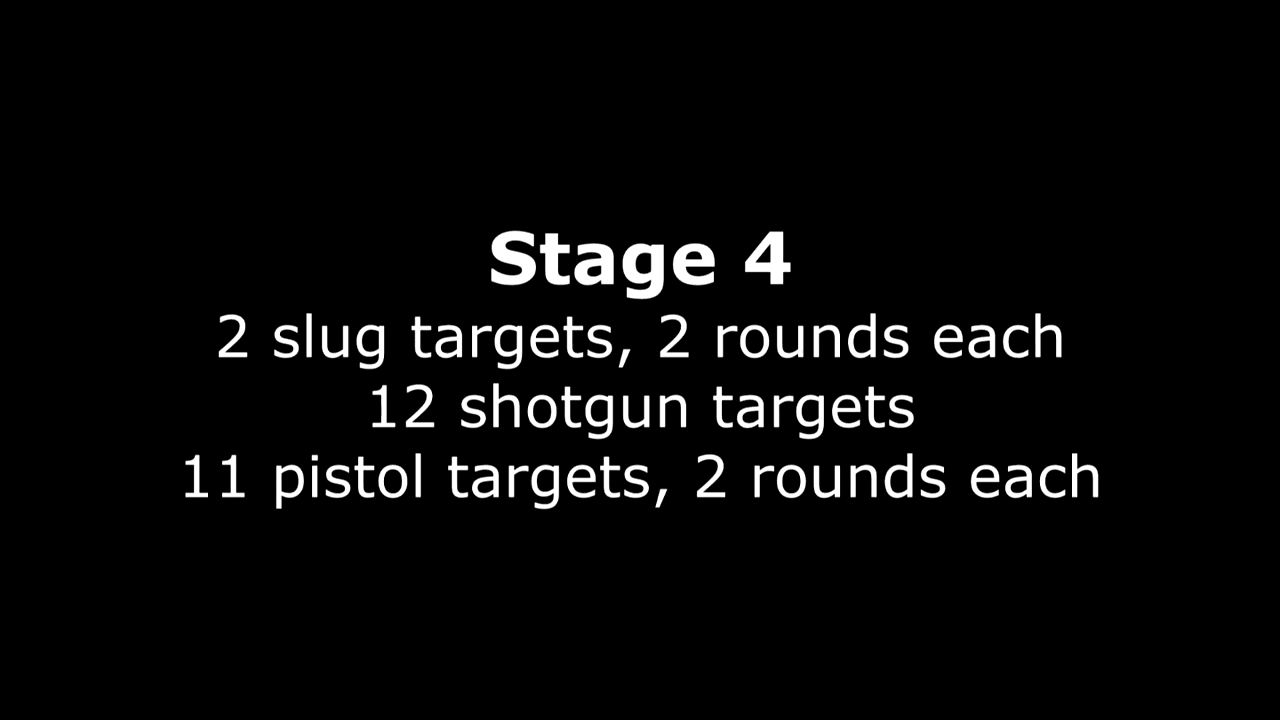 Stage 4
2 slug targets, 2 rounds each
12 shotgun targets
11 pistol targets, 2 rounds each